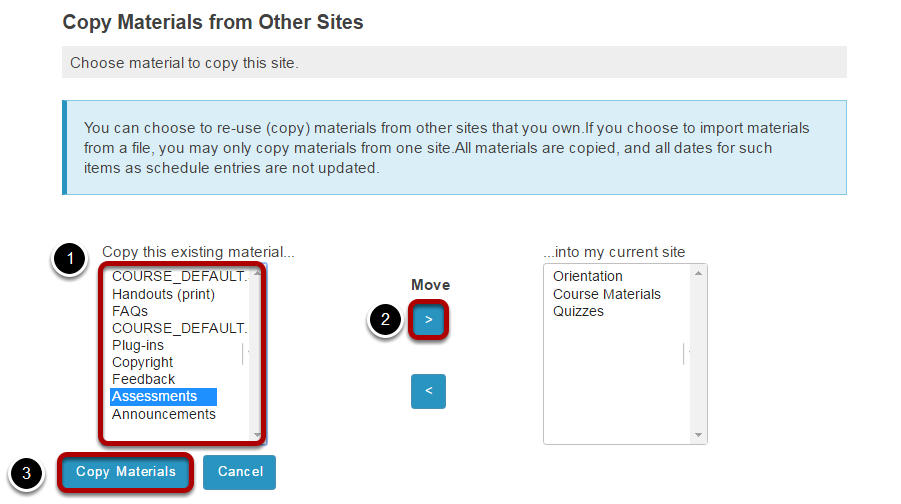 Copy Materials from Other Sites
Choose material to copy this site.
You can choose to re-use (copy) materials from other sites that you own.If you choose to import materials
from a file, you may only copy materials from one site.All materials are copied, and all dates for such
items as schedule entries are not updated.
1
Copy this existing material...
COURSE_DEFAULT.
Handouts (print)
FAQs
COURSE_DEFAULT.
Plug-ins
Copyright
Feedback
Assessments
Announcements
Move
2
>
<
...into my current site
Orientation
Course Materials
Quizzes
3
Copy Materials
Cancel